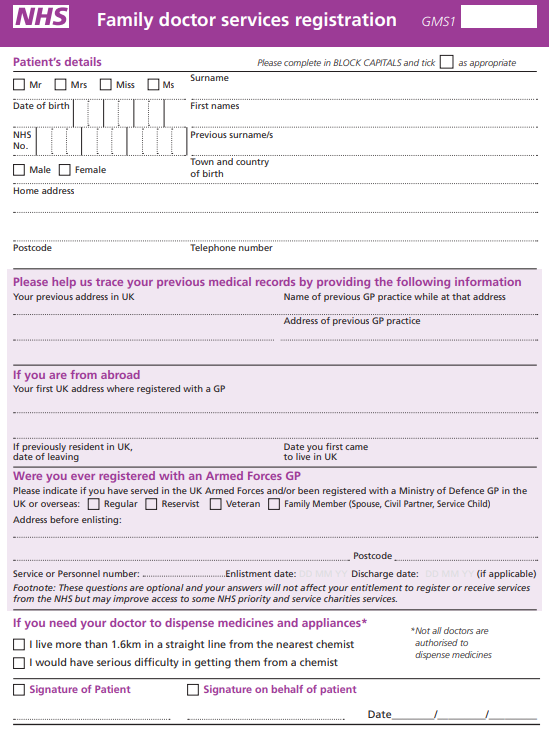 NHS Family doctor services registration GMS1
Patient's details Please complete in BLOCK CAPITALS and tick as appropriate
Mr Mrs Miss Ms Surname
Date of birth First names
NHS No. Previous surname/s
Male Female Town and country of birth
Home address
Postcode Telephone number
Please help us trace your previous medical records by providing the following information
Your previous address in UK Name of previous GP practice while at that address
Address of previous GP practice
If you are from abroad
Your first UK address where registered with a GP
If previously resident in UK, date of leaving Date you first came to live in UK
Were you ever registered with an Armed Forces GP
Please indicate if you have served in the UK Armed Forces and/or been registered with a Ministry of Defence GP in the
UK or overseas: Regular Reservist Veteran Family Member (Spouse, Civil Partner, Service Child)
Address before enlisting:
Postcode
Service or Personnel number: Enlistment date: DD MM YY Discharge date: DD MM YY (if applicable)
Footnote: These questions are optional and your answers will not affect your entitlement to register or receive services
from the NHS but may improve access to some NHS priority and service charities services.
If you need your doctor to dispense medicines and appliances*
I live more than 1.6km in a straight line from the nearest chemist
I would have serious difficulty in getting them from a chemist
*Not all doctors are
authorised to
dispense medicines
Signature of Patient Signature on behalf of patient
Date________/________/________